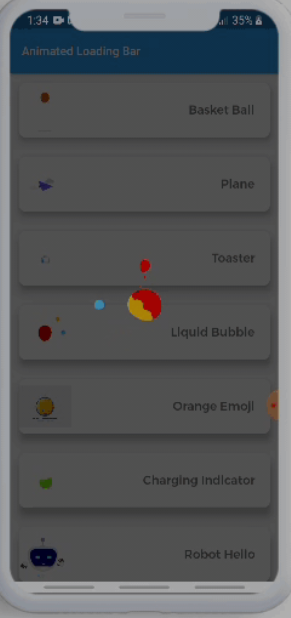 1:34
35%
Animated Loading Bar
Basket Ball
Plane
Toaster
Liquid Bubble
Orange Emoji
Charging Indicator
Robot Hello